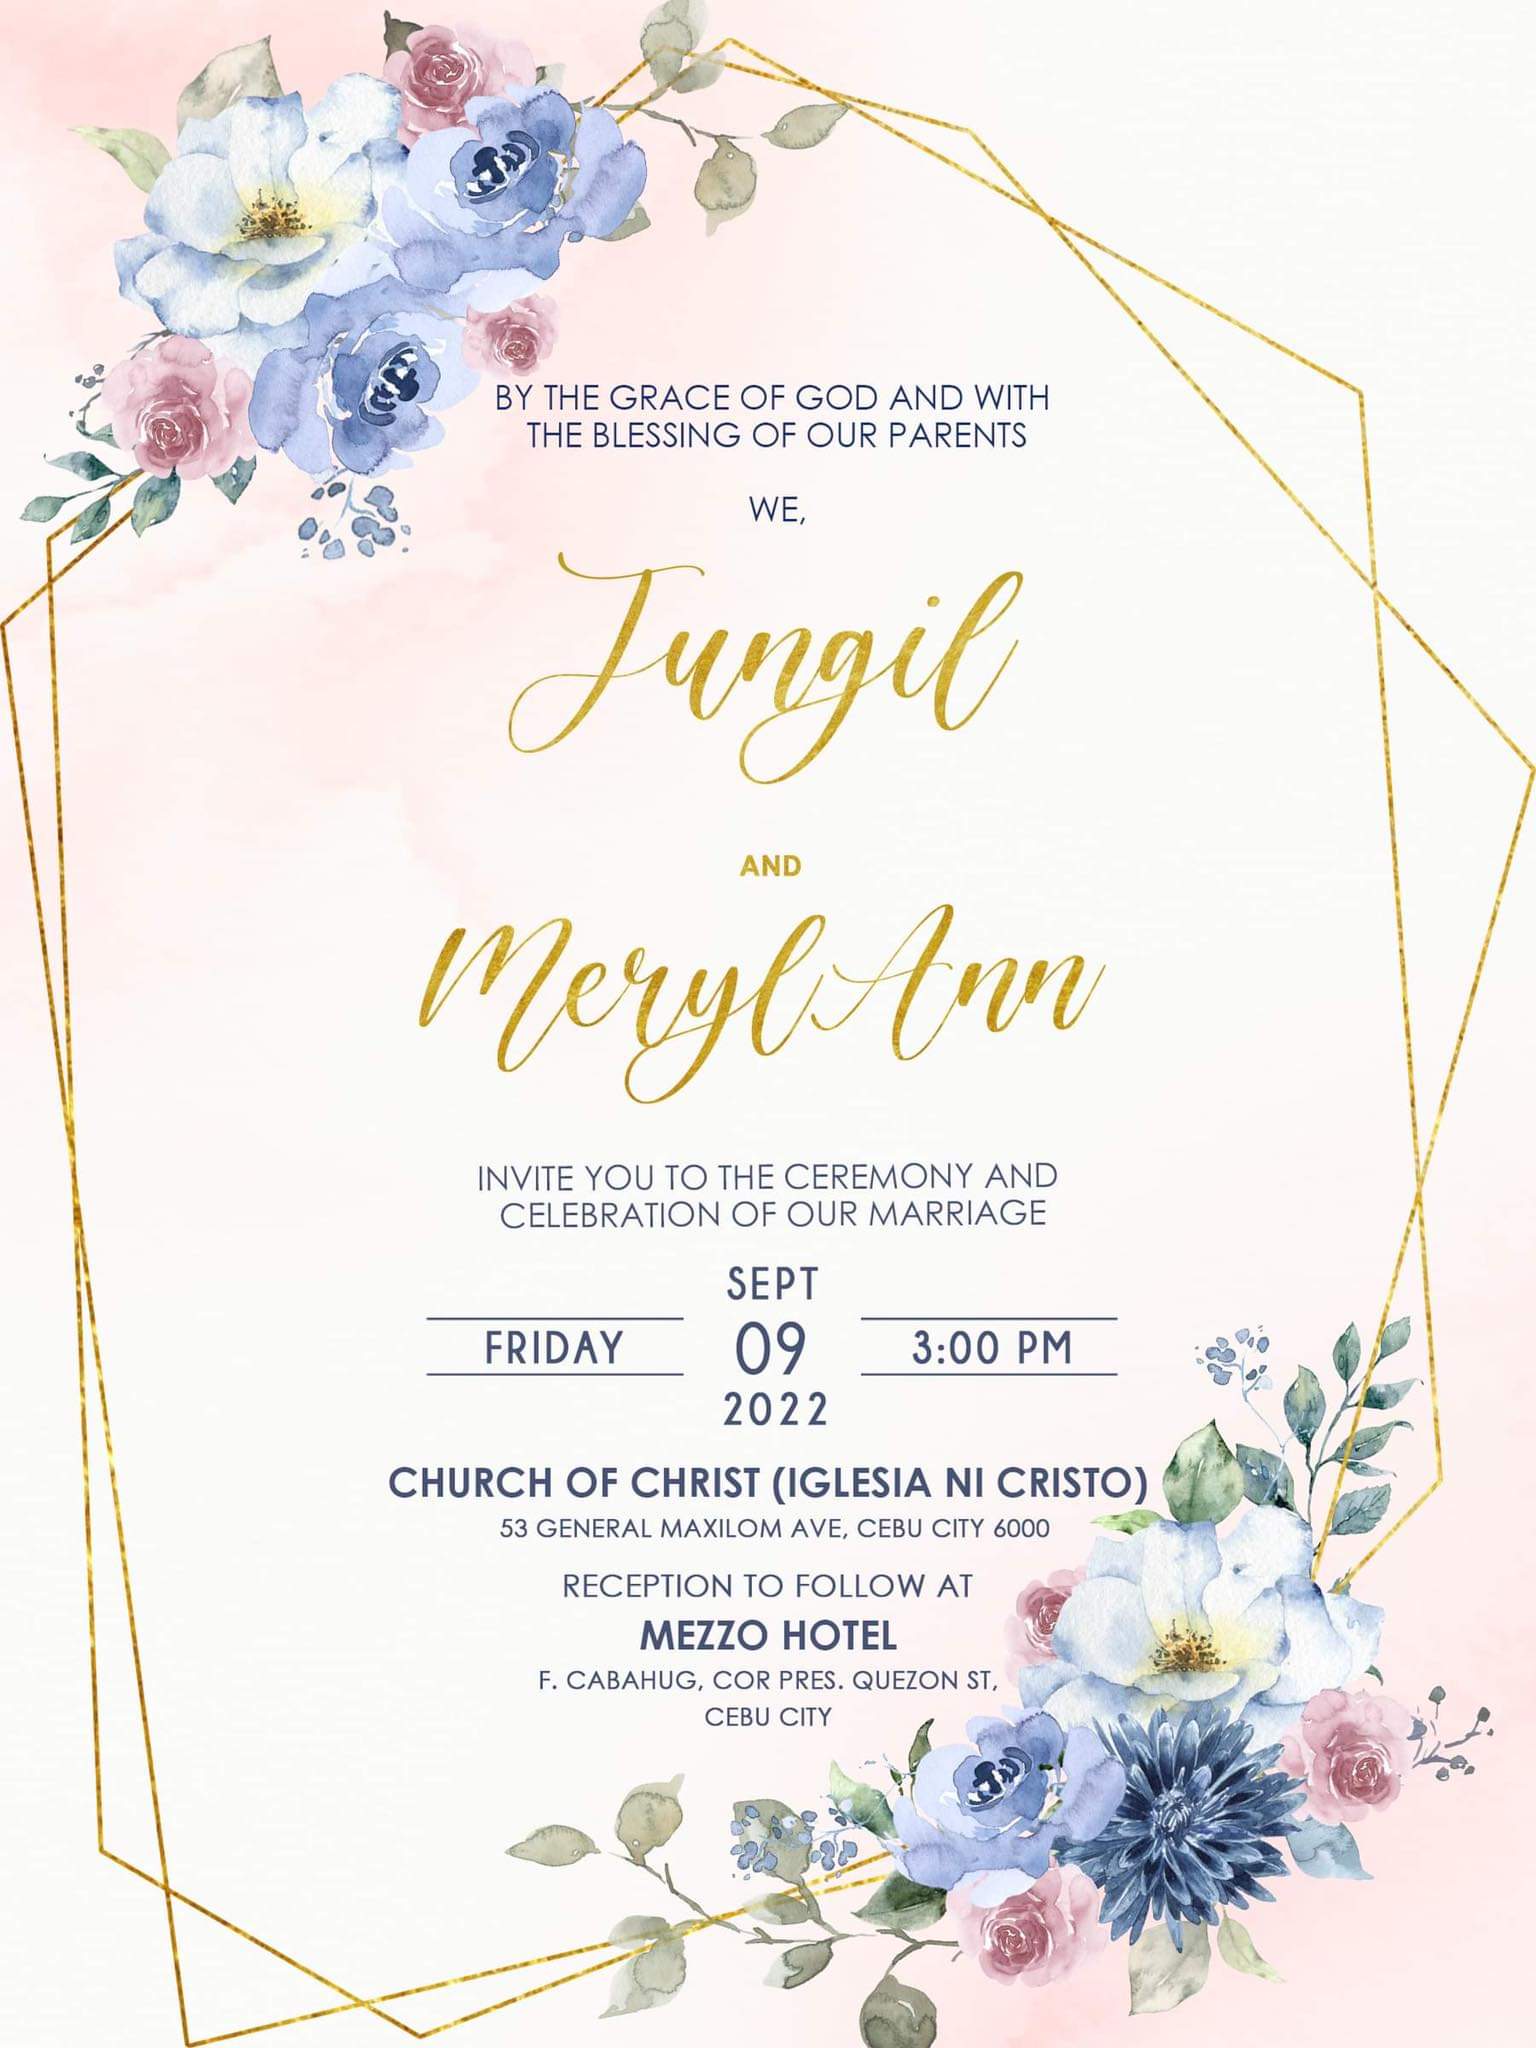 BY THE GRACE OF GOD AND WITH
THE BLESSING OF OUR PARENTS
WE,
Jungil
AND
Meryl Ann
INVITE YOU TO THE CEREMONY AND
CELEBRATION OF OUR MARRIAGE
SEPT
FRIDAY 09 3:00 PM
2022
CHURCH OF CHRIST (IGLESIA NI CRISTO)
53 GENERAL MAXILOM AVE, CEBU CITY 6000
RECEPTION TO FOLLOW AT
MEZZO HOTEL
F. CABAHUG, COR PRES. QUEZON ST,
CEBU CITY